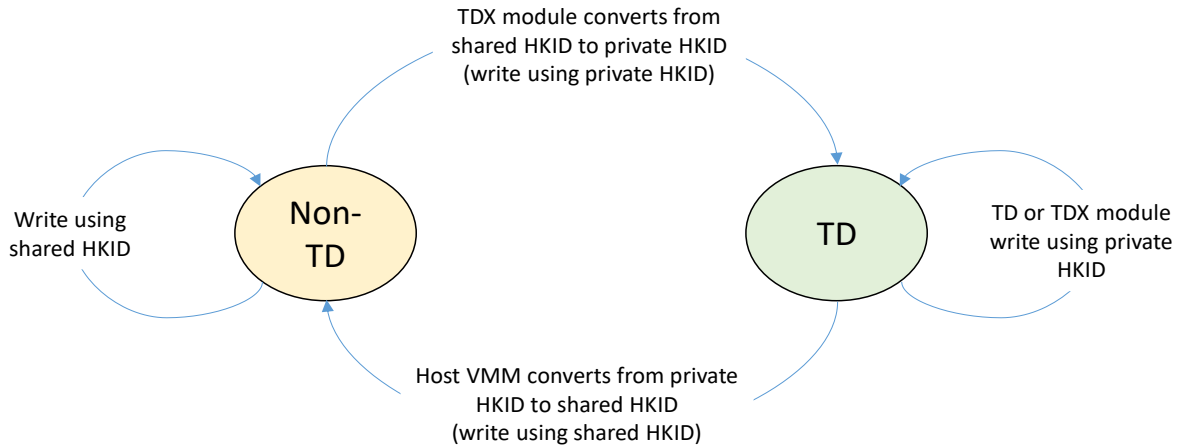 TDX module converts from
shared HKID to private HKID
(write using private HKID)
Write using
shared HKID
Non-
TD
TD
TD or TDX module
write using private
HKID
Host VMM converts from private
HKID to shared HKID
(write using shared HKID)